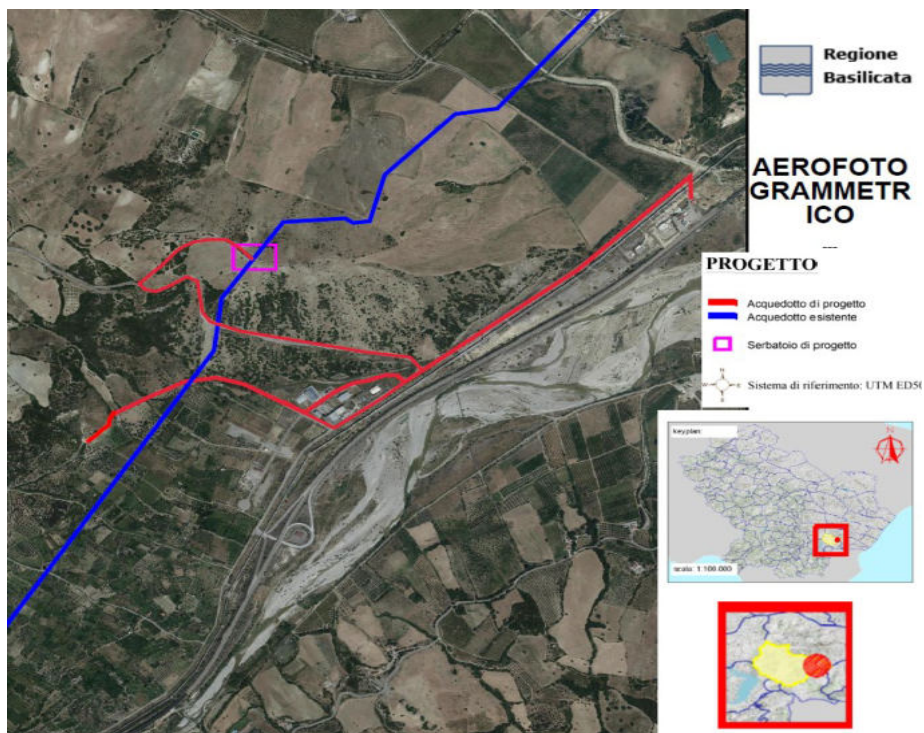 Regione
Basilicata
AEROFOTO
GRAMMETR
ICO
---
PROGETTO
Acquedotto di progetto
Acquedotto esistente
Serbatoio di progetto
N
W
E
S
Sistema di riferimento: UTM ED50
keyplan:
N
scala: 1:100.000